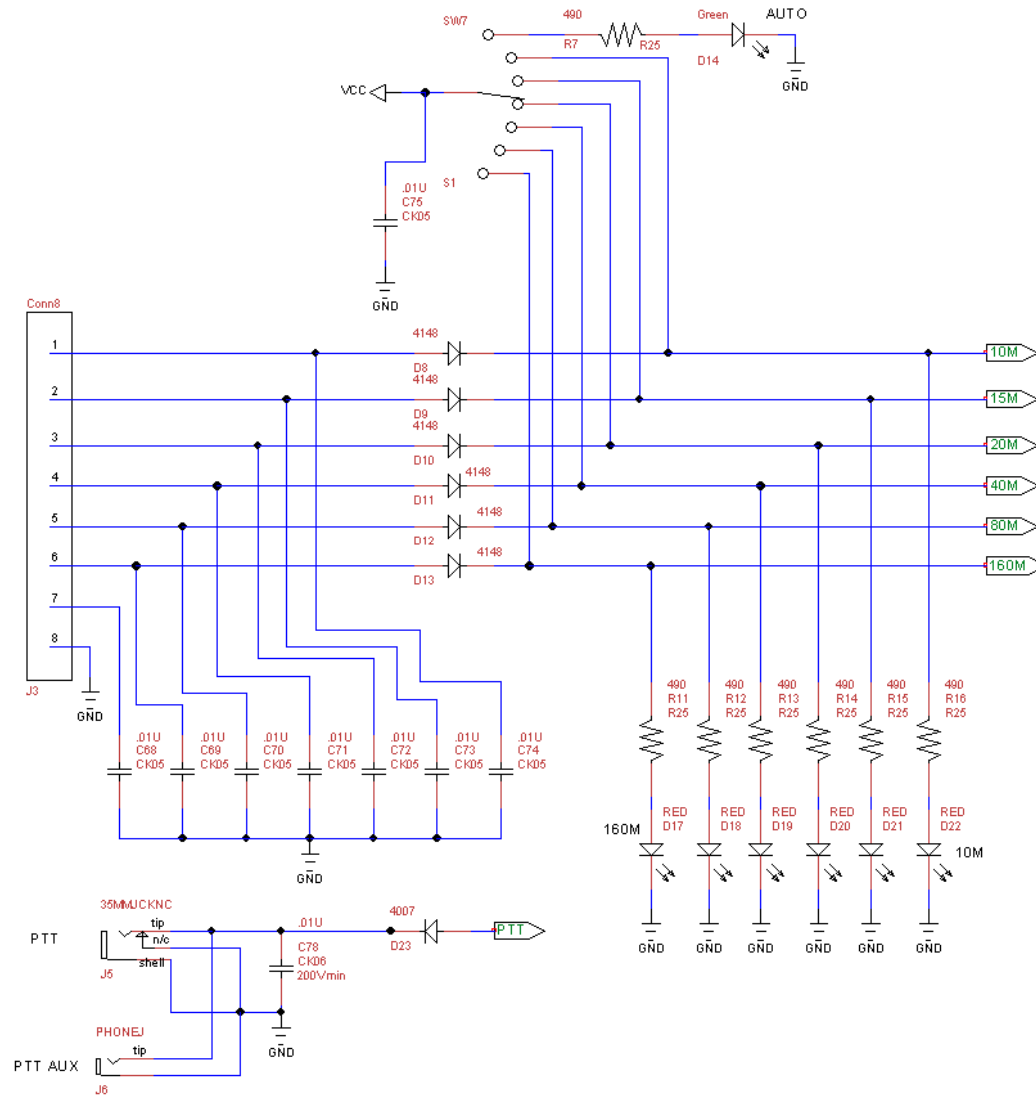 SW7
490
R7
R25
Green
D14
AUTO
GND
VCC
S1
.01U
C75
CK05
GND
Conn8
1
2
3
4
5
6
7
8
J3
GND
4148
D8
4148
D9
4148
D10
4148
D11
4148
D12
4148
D13
10M
15M
20M
40M
80M
160M
490
R11
R25
490
R12
R25
490
R13
R25
490
R14
R25
490
R15
R25
490
R16
R25
.01U
C68
CK05
.01U
C69
CK05
.01U
C70
CK05
.01U
C71
CK05
.01U
C72
CK05
.01U
C73
CK05
.01U
C74
CK05
GND
160M
RED
D17
RED
D18
RED
D19
RED
D20
RED
D21
RED
D22
10M
GND
GND
GND
GND
GND
GND
35MMJCKNC
PTT
tip
n/c
shell
J5
.01U
C78
CK06
200Vmin
4007
D23
PTT
GND
PHONEJ
PTT AUX
tip
J6